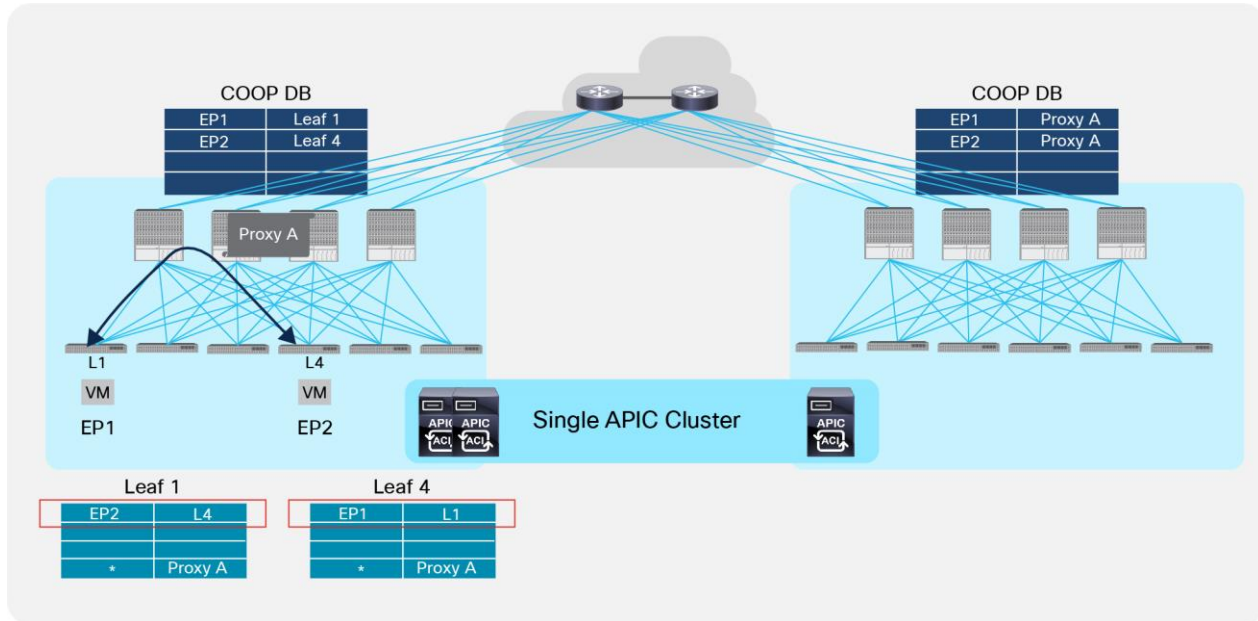 COOP DB
EP1 Leaf 1
EP2 Leaf 4
COOP DB
EP1 Proxy A
EP2 Proxy A
Proxy A
L1
L4
VM
VM
EP1
EP2
APIC
ACI
APIC
ACI
Single APIC Cluster
APIC
ACI
Leaf 1
EP2 L4
* Proxy A
Leaf 4
EP1 L1
* Proxy A